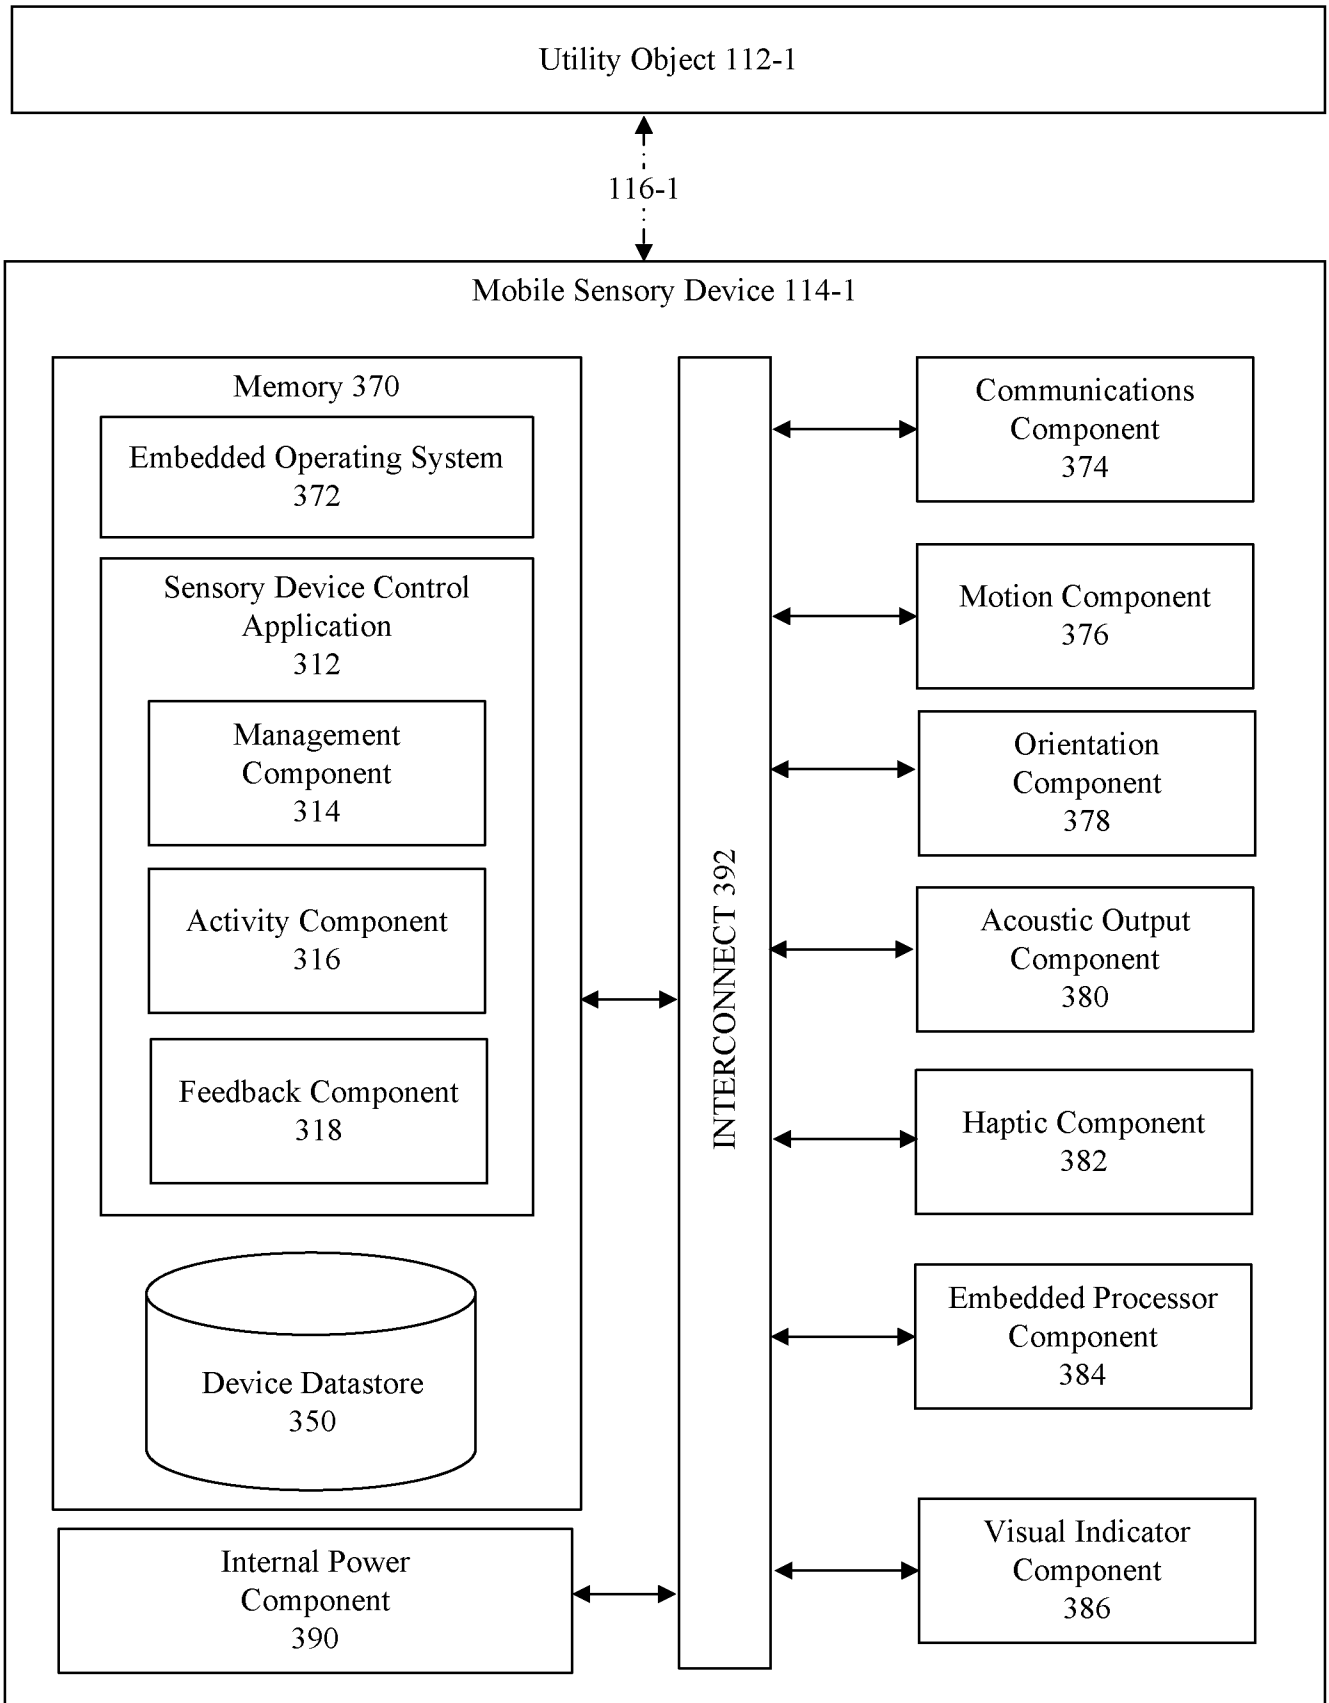 Utility Object 112-1
116-1
Mobile Sensory Device 114-1
Memory 370
Embedded Operating System
372
Sensory Device Control
Application
312
Management
Component
314
Activity Component
316
Feedback Component
318
Device Datastore
350
Internal Power
Component
390
INTERCONNECT 392
Communications
Component
374
Motion Component
376
Orientation
Component
378
Acoustic Output
Component
380
Haptic Component
382
Embedded Processor
Component
384
Visual Indicator
Component
386